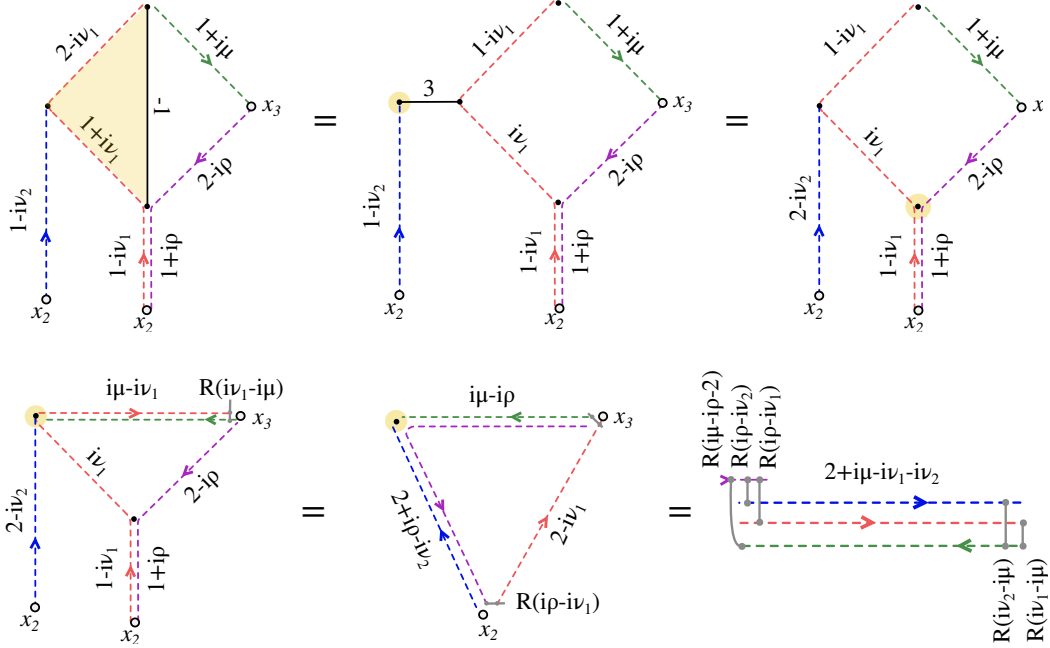 2-iν₁
1+iμ
1+iν₁
-1
x₃
1-iν₂
2-iρ
1-iν₁
1+iρ
x₂
x₂
=
1-iν₁
1+iμ
3
iν₁
x₃
1-iν₂
2-iρ
1-iν₁
1+iρ
x₂
x₂
=
1-iν₁
1+iμ
iν₁
x
2-iν₂
2-iρ
1-iν₁
1+iρ
x₂
x₂
iμ-iν₁
R(iν₁-iμ)
x₃
iν₁
2-iρ
2-iν₂
1-iν₁
1+iρ
x₂
x₂
=
iμ-iρ
x₃
2+iρ-iν₂
2-iν₁
R(iρ-iν₁)
x₂
=
R(iμ-iρ-2)
R(iρ-iν₂)
R(iρ-iν₁)
2+iμ-iν₁-iν₂
R(iν₂-iμ)
R(iν₁-iμ)